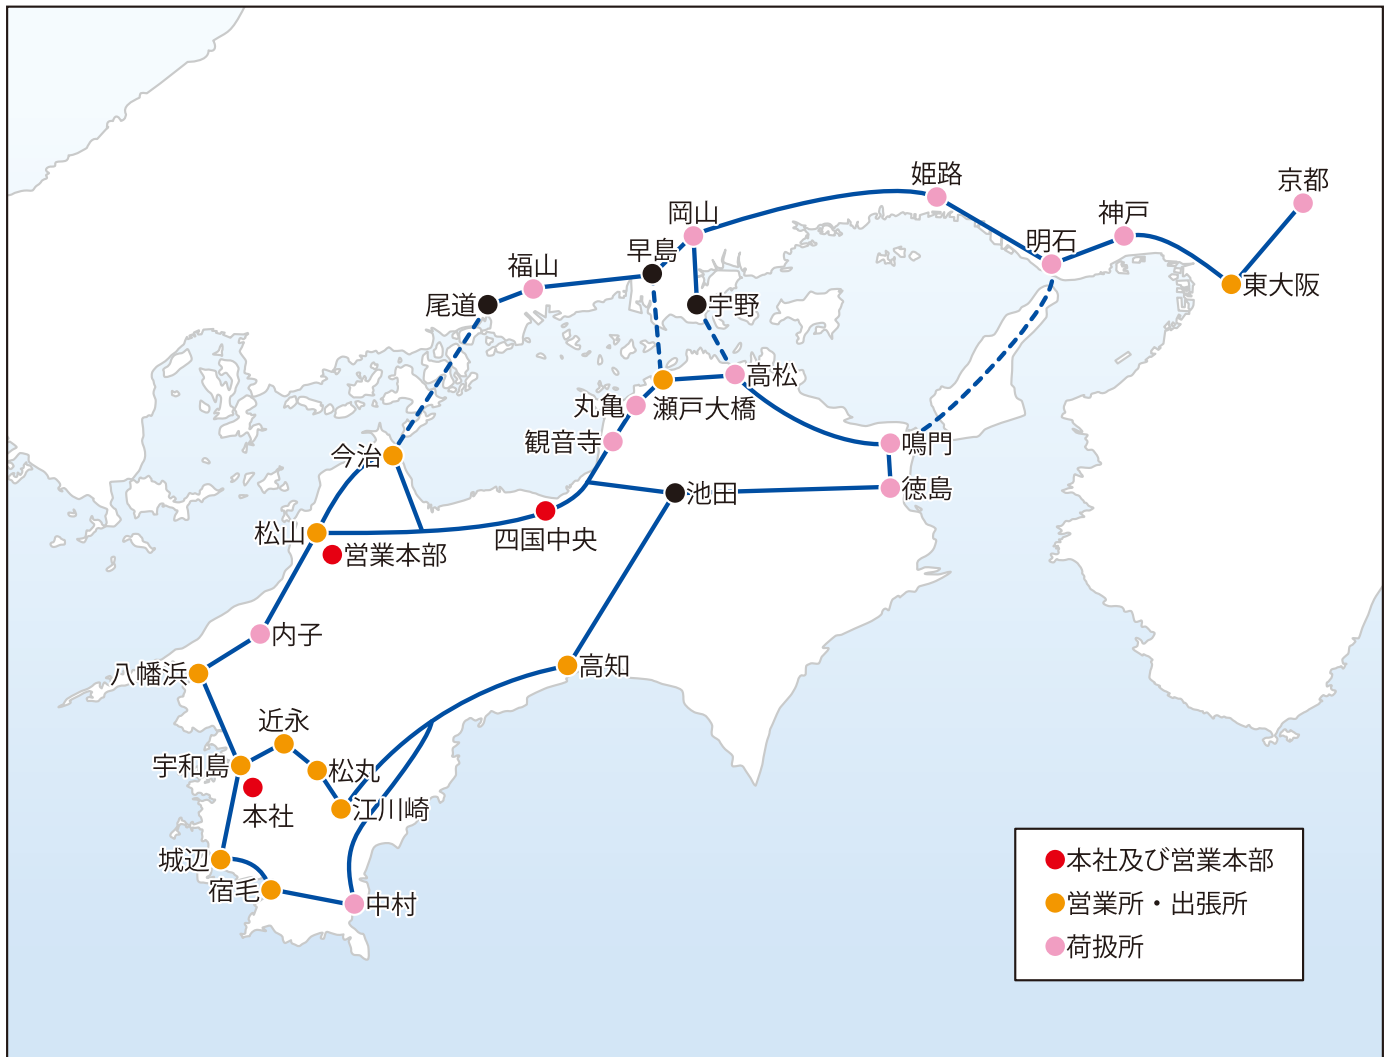 姫路
京都
岡山
神戸
明石
早島
福山
東大阪
尾道
宇野
高松
丸亀
瀬戸大橋
観音寺
鳴門
今治
徳島
池田
松山
四国中央
営業本部
内子
高知
八幡浜
近永
宇和島
松丸
江川崎
本社
城辺
宿毛
中村
本社及び営業本部
営業所・出張所
荷扱所